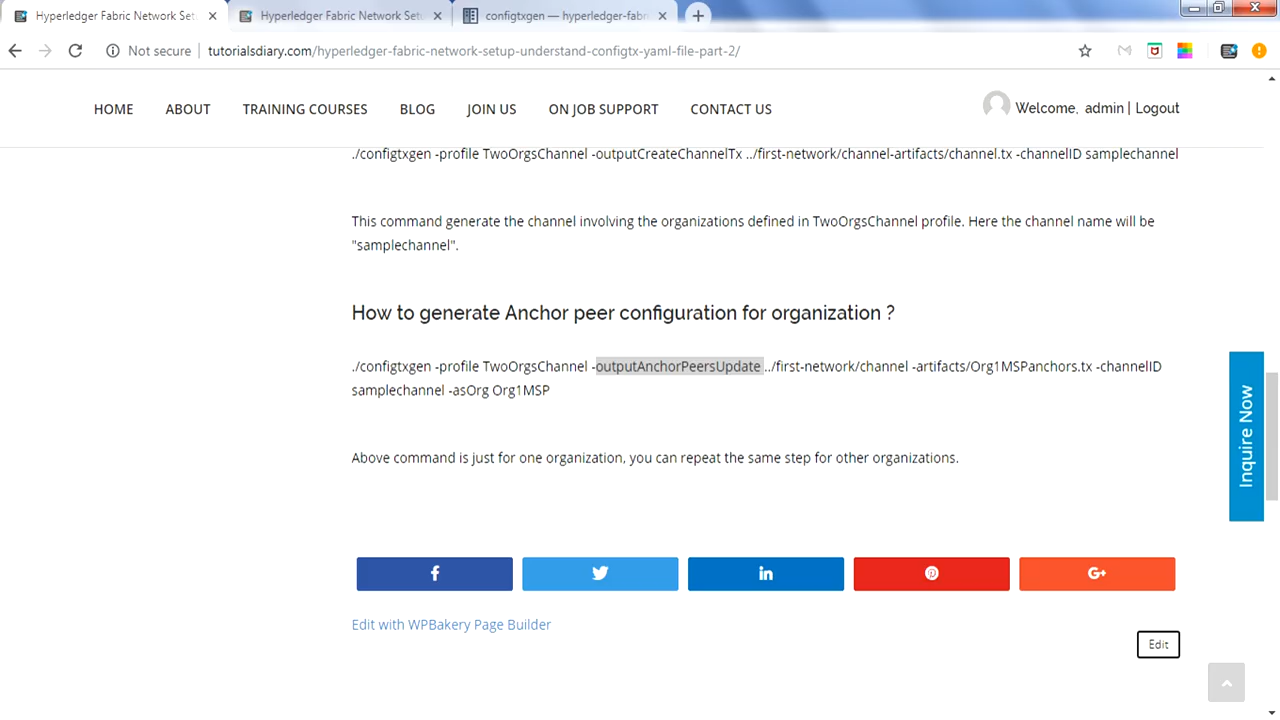 Hyperledger Fabric Network Set
Hyperledger Fabric Network Setu
configtxgen — hyperledger-fabri
Not secure
tutorialsdiary.com/hyperledger-fabric-network-setup-understand-configtx-yaml-file-part-2/
HOME ABOUT TRAINING COURSES BLOG JOIN US ON JOB SUPPORT CONTACT US
Welcome, admin | Logout
./configtxgen -profile TwoOrgsChannel -outputCreateChannelTx ../first-network/channel-artifacts/channel.tx -channelID samplechannel
This command generate the channel involving the organizations defined in TwoOrgsChannel profile. Here the channel name will be
"samplechannel".
How to generate Anchor peer configuration for organization ?
./configtxgen -profile TwoOrgsChannel -outputAnchorPeersUpdate ../first-network/channel -artifacts/Org1MSPanchors.tx -channelID
samplechannel -asOrg Org1MSP
Above command is just for one organization, you can repeat the same step for other organizations.
Inquire Now
Edit with WPBakery Page Builder
Edit